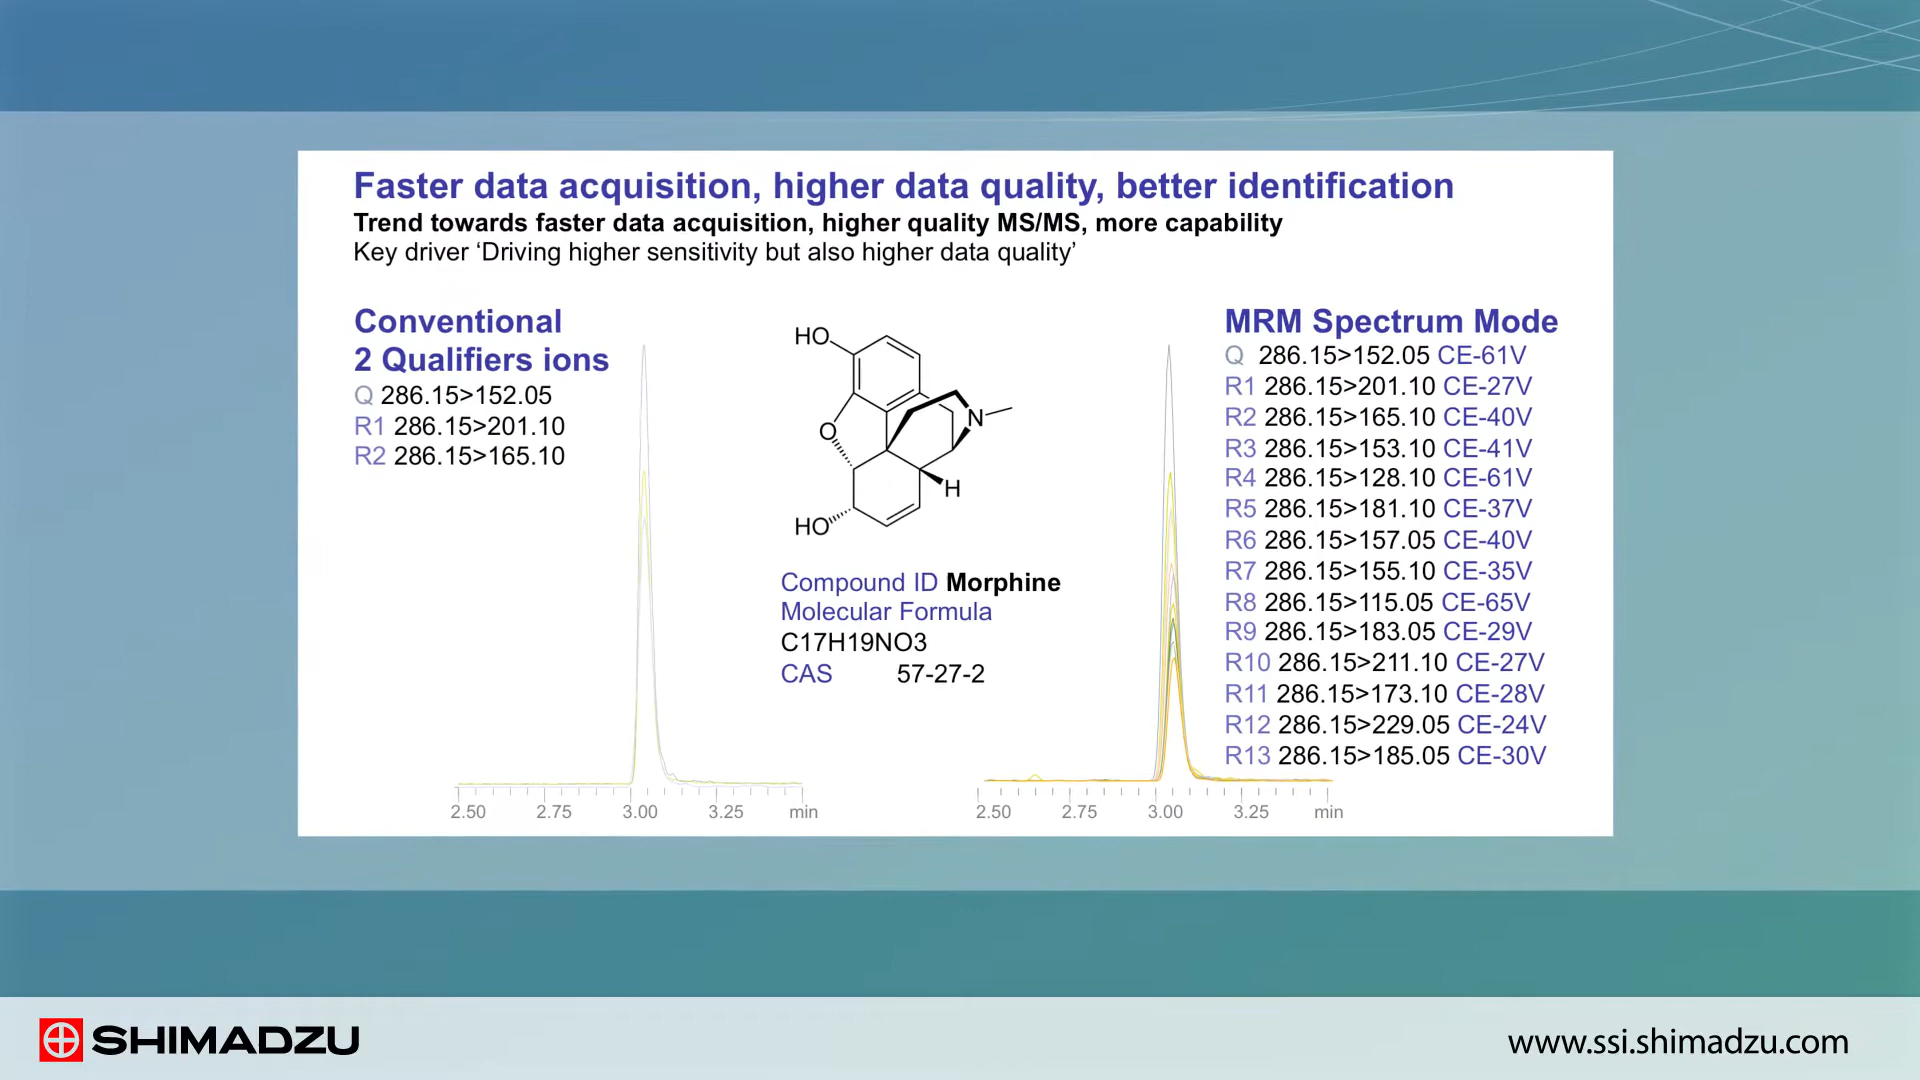 Faster data acquisition, higher data quality, better identification
Trend towards faster data acquisition, higher quality MS/MS, more capability
Key driver ‘Driving higher sensitivity but also higher data quality’
Conventional
2 Qualifiers ions
Q 286.15>152.05
R1 286.15>201.10
R2 286.15>165.10
2.50 2.75 3.00 3.25 min
HO
O
N
H
HO
Compound ID Morphine
Molecular Formula
C17H19NO3
CAS 57-27-2
MRM Spectrum Mode
Q 286.15>152.05 CE-61V
R1 286.15>201.10 CE-27V
R2 286.15>165.10 CE-40V
R3 286.15>153.10 CE-41V
R4 286.15>128.10 CE-61V
R5 286.15>181.10 CE-37V
R6 286.15>157.05 CE-40V
R7 286.15>155.10 CE-35V
R8 286.15>115.05 CE-65V
R9 286.15>183.05 CE-29V
R10 286.15>211.10 CE-27V
R11 286.15>173.10 CE-28V
R12 286.15>229.05 CE-24V
R13 286.15>185.05 CE-30V
2.50 2.75 3.00 3.25 min
SHIMADZU
www.ssi.shimadzu.com